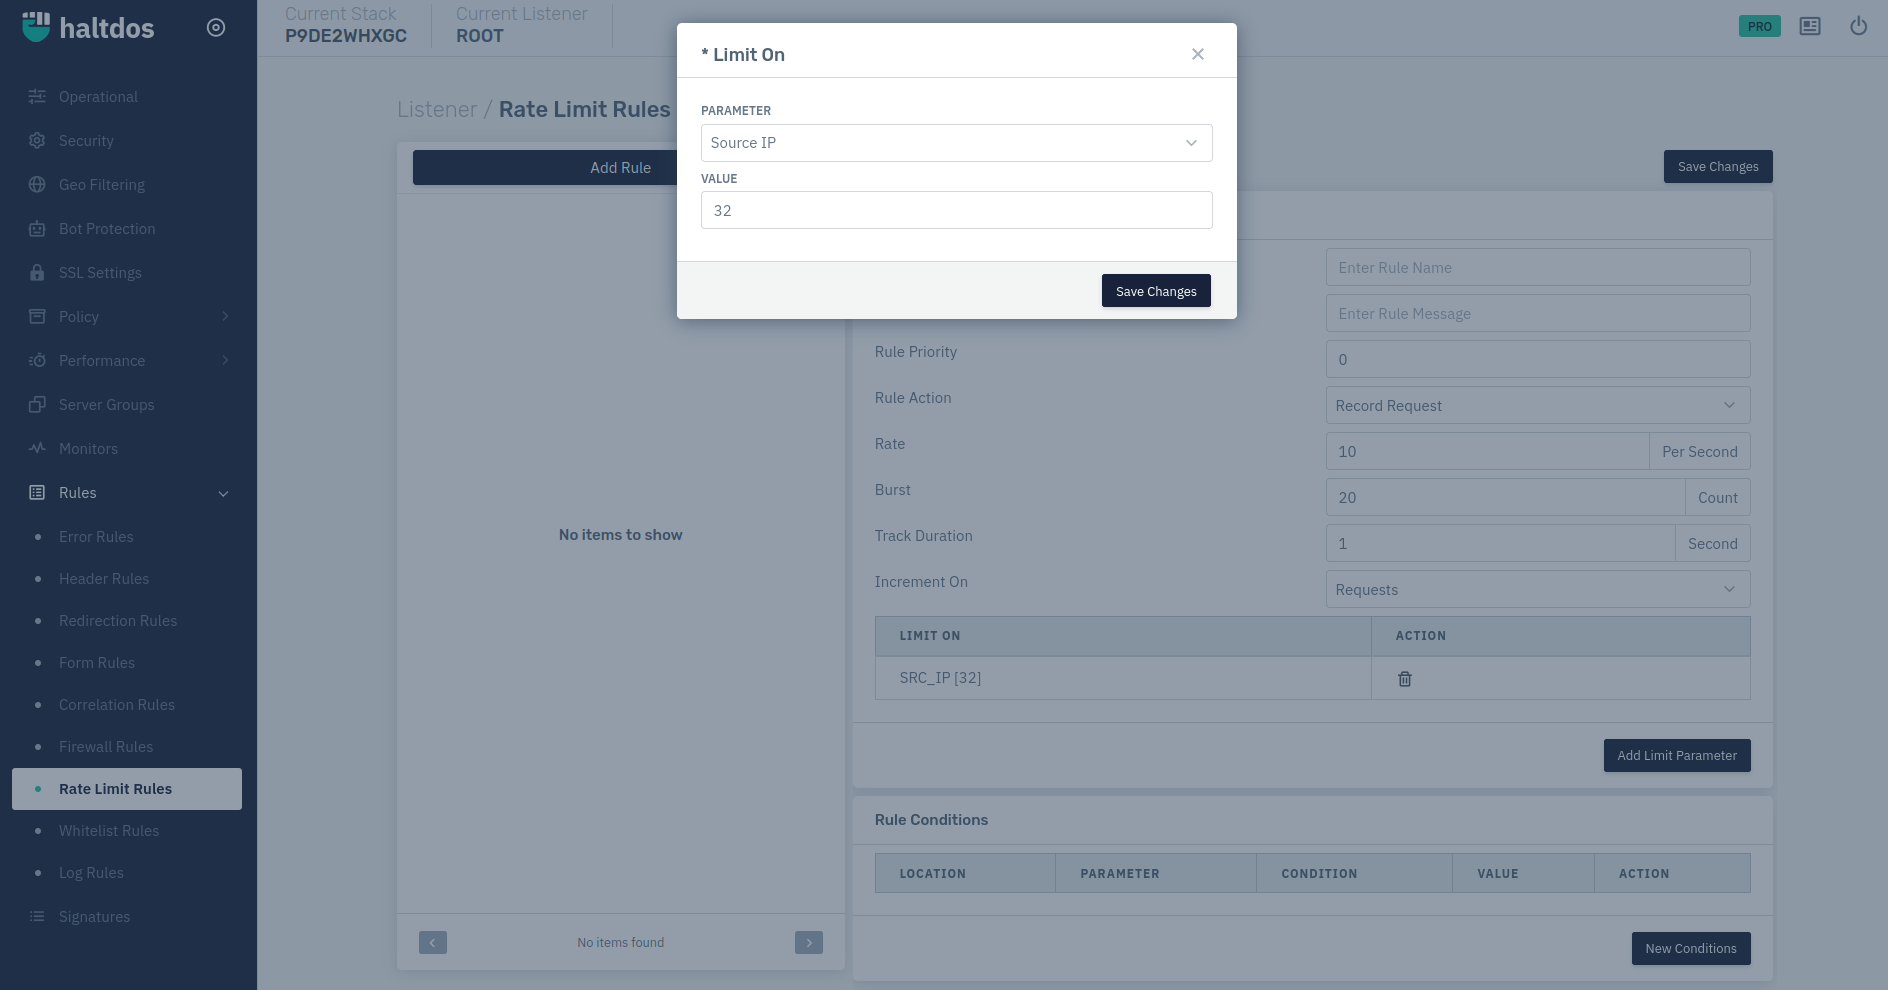 haltdos
Operational
Security
Geo Filtering
Bot Protection
SSL Settings
Policy
Performance
Server Groups
Monitors
Rules
Error Rules
Header Rules
Redirection Rules
Form Rules
Correlation Rules
Firewall Rules
Rate Limit Rules
Whitelist Rules
Log Rules
Signatures
Current Stack
P9DE2WHXGC
Current Listener
ROOT
PRO
Listener / Rate Limit Rules
Add Rule
Save Changes
No items to show
No items found
* Limit On
PARAMETER
Source IP
VALUE
32
Save Changes
Enter Rule Name
Enter Rule Message
Rule Priority 0
Rule Action Record Request
Rate 10 Per Second
Burst 20 Count
Track Duration 1 Second
Increment On Requests
LIMIT ON ACTION
SRC_IP [32]
Add Limit Parameter
Rule Conditions
LOCATION PARAMETER CONDITION VALUE ACTION
New Conditions